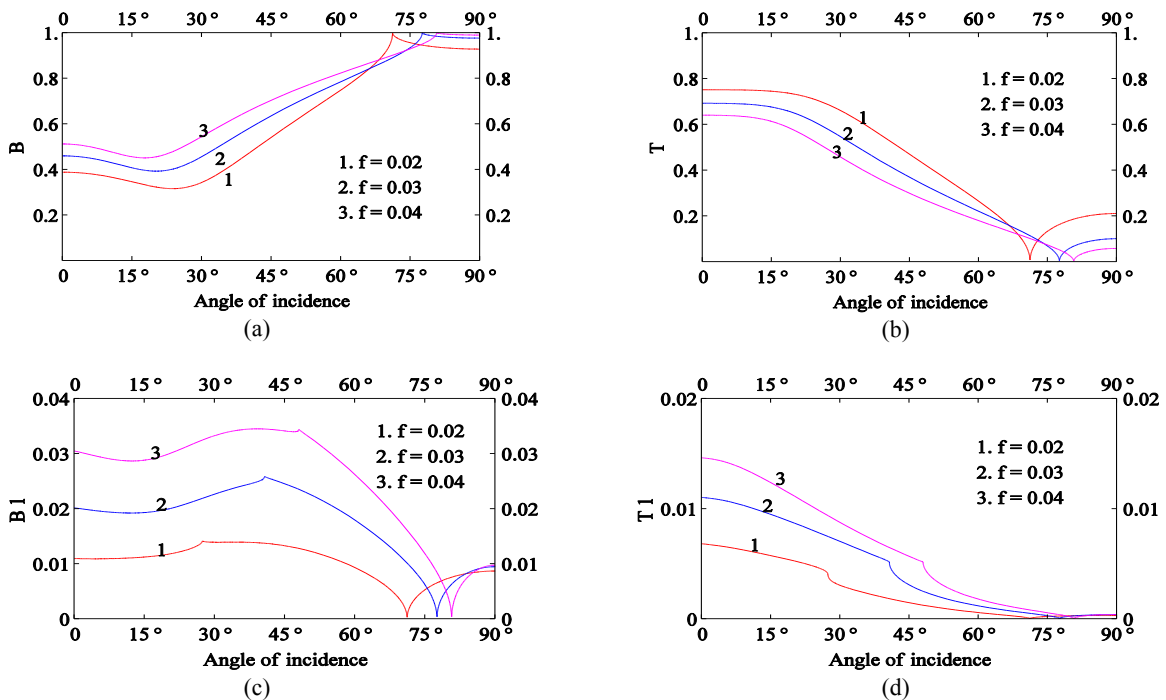 0 15° 30° 45° 60° 75° 90°
1. 1.
0.8 0.8
0.6 0.6
0.4 0.4
0.2 0.2
B
3
2
1
1. f = 0.02
2. f = 0.03
3. f = 0.04
0 15° 30° 45° 60° 75° 90°
Angle of incidence
(a)
0 15° 30° 45° 60° 75° 90°
1. 1.
0.8 0.8
0.6 0.6
0.4 0.4
0.2 0.2
T
1
2
3
1. f = 0.02
2. f = 0.03
3. f = 0.04
0 15° 30° 45° 60° 75° 90°
Angle of incidence
(b)
0 15° 30° 45° 60° 75° 90°
0.04 0.04
0.03 0.03
0.02 0.02
0.01 0.01
0 0
B 1
3
2
1
1. f = 0.02
2. f = 0.03
3. f = 0.04
0 15° 30° 45° 60° 75° 90°
Angle of incidence
(c)
0 15° 30° 45° 60° 75° 90°
0.02 0.02
0.01 0.01
0 0
T 1
3
2
1
1. f = 0.02
2. f = 0.03
3. f = 0.04
0 15° 30° 45° 60° 75° 90°
Angle of incidence
(d)